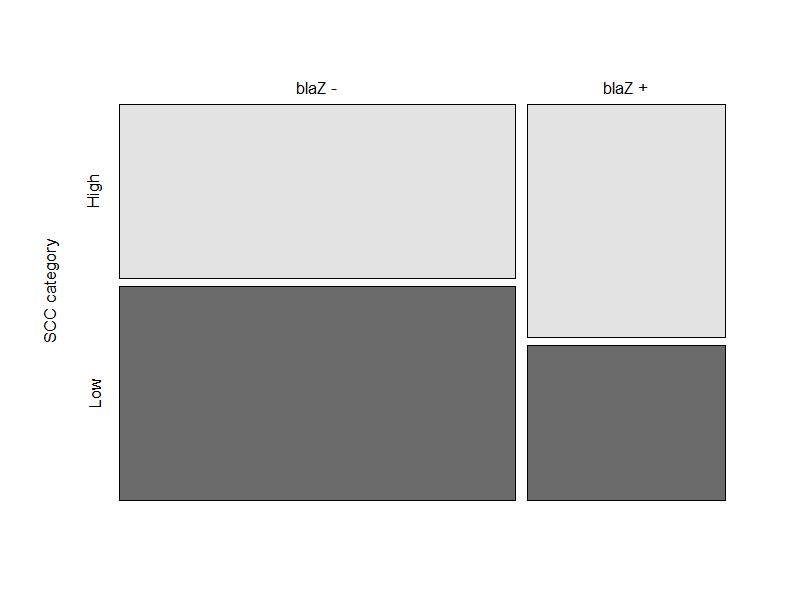 blaZ -
blaZ +
SCC category
High
Low